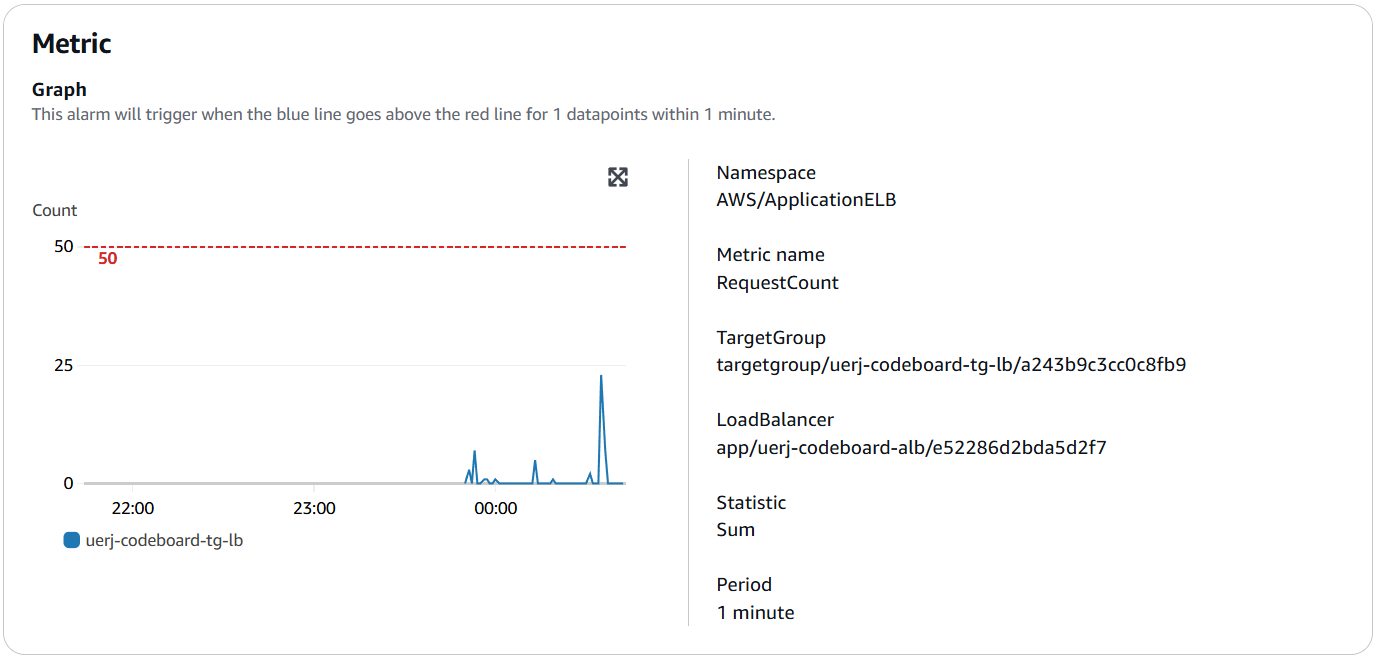 Metric
Graph
This alarm will trigger when the blue line goes above the red line for 1 datapoints within 1 minute.
Count
50
50
25
0
22:00
23:00
00:00
uerj-codeboard-tg-lb
Namespace
AWS/ApplicationELB
Metric name
RequestCount
TargetGroup
targetgroup/uerj-codeboard-tg-lb/a243b9c3cc0c8fb9
LoadBalancer
app/uerj-codeboard-alb/e52286d2bda5d2f7
Statistic
Sum
Period
1 minute